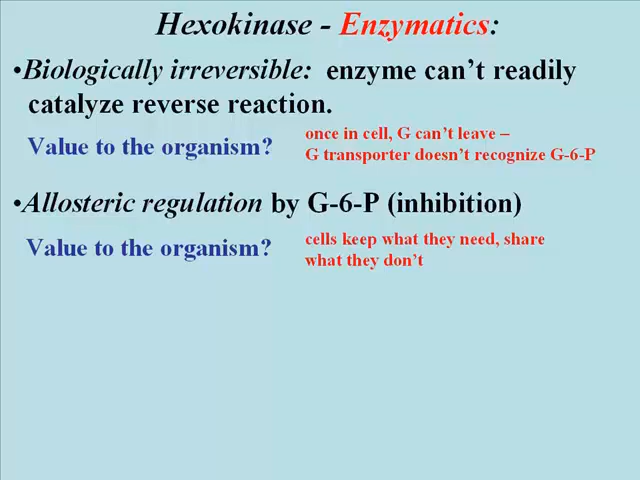 Hexokinase - Enzymatics:
•Biologically irreversible: enzyme can't readily
catalyze reverse reaction.
Value to the organism?
once in cell, G can't leave –
G transporter doesn't recognize G-6-P
•Allosteric regulation by G-6-P (inhibition)
Value to the organism?
cells keep what they need, share
what they don't